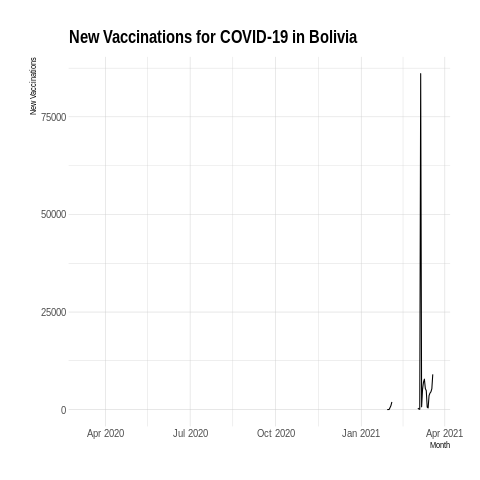 New Vaccinations for COVID-19 in Bolivia
New Vaccinations
75000
50000
25000
0
Apr 2020
Jul 2020
Oct 2020
Jan 2021
Apr 2021
Month